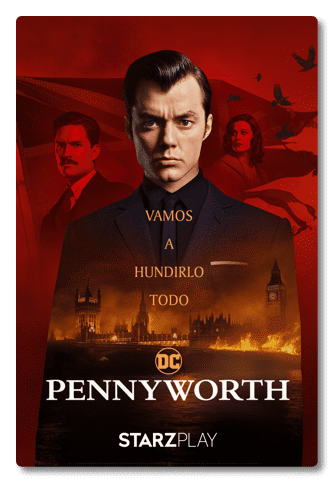 VAMOS
A
HUNDIRLO
TODO
DC
PENNYWORTH
STARZPLAY